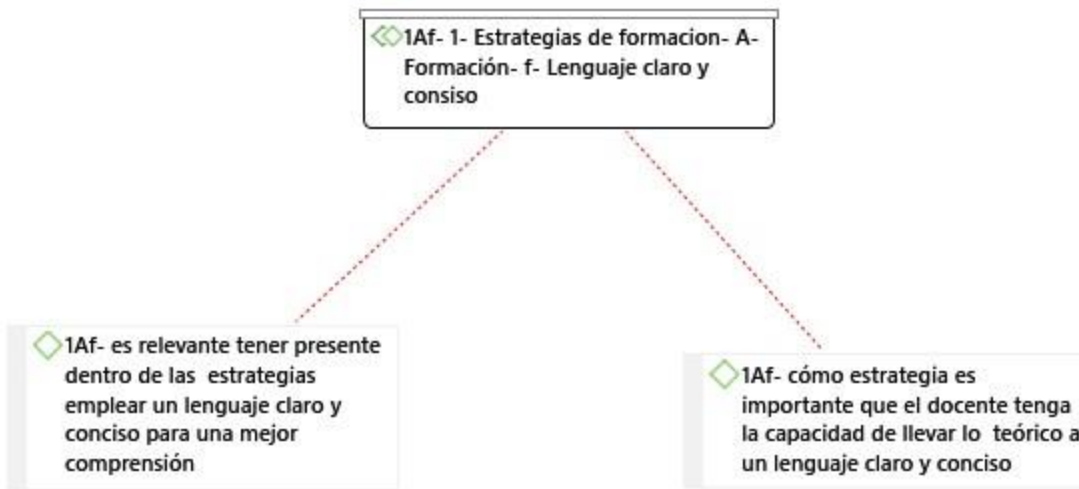 1Af- 1- Estrategias de formacion- A-
Formación- f- Lenguaje claro y
consiso
1Af- es relevante tener presente
dentro de las estrategias
emplear un lenguaje claro y
conciso para una mejor
comprensión
1Af- cómo estrategia es
importante que el docente tenga
la capacidad de llevar lo teórico a
un lenguaje claro y conciso